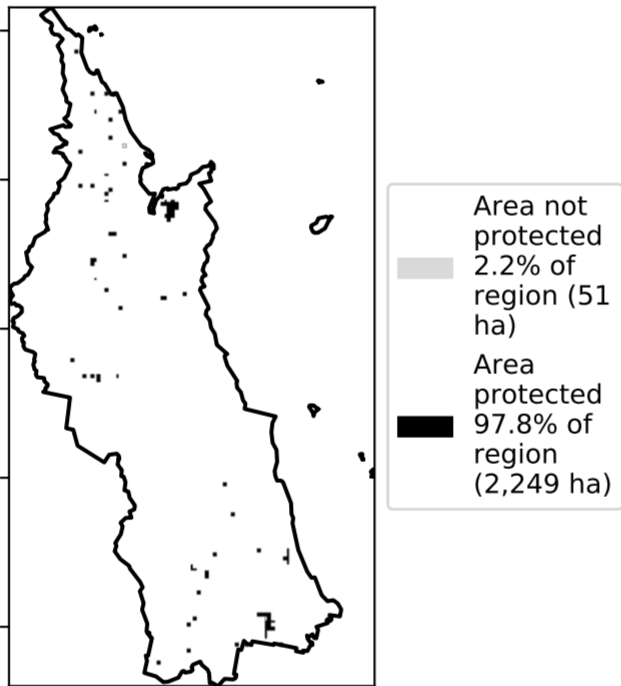 Area not
protected
2.2% of
region (51
ha)
Area
protected
97.8% of
region
(2,249 ha)